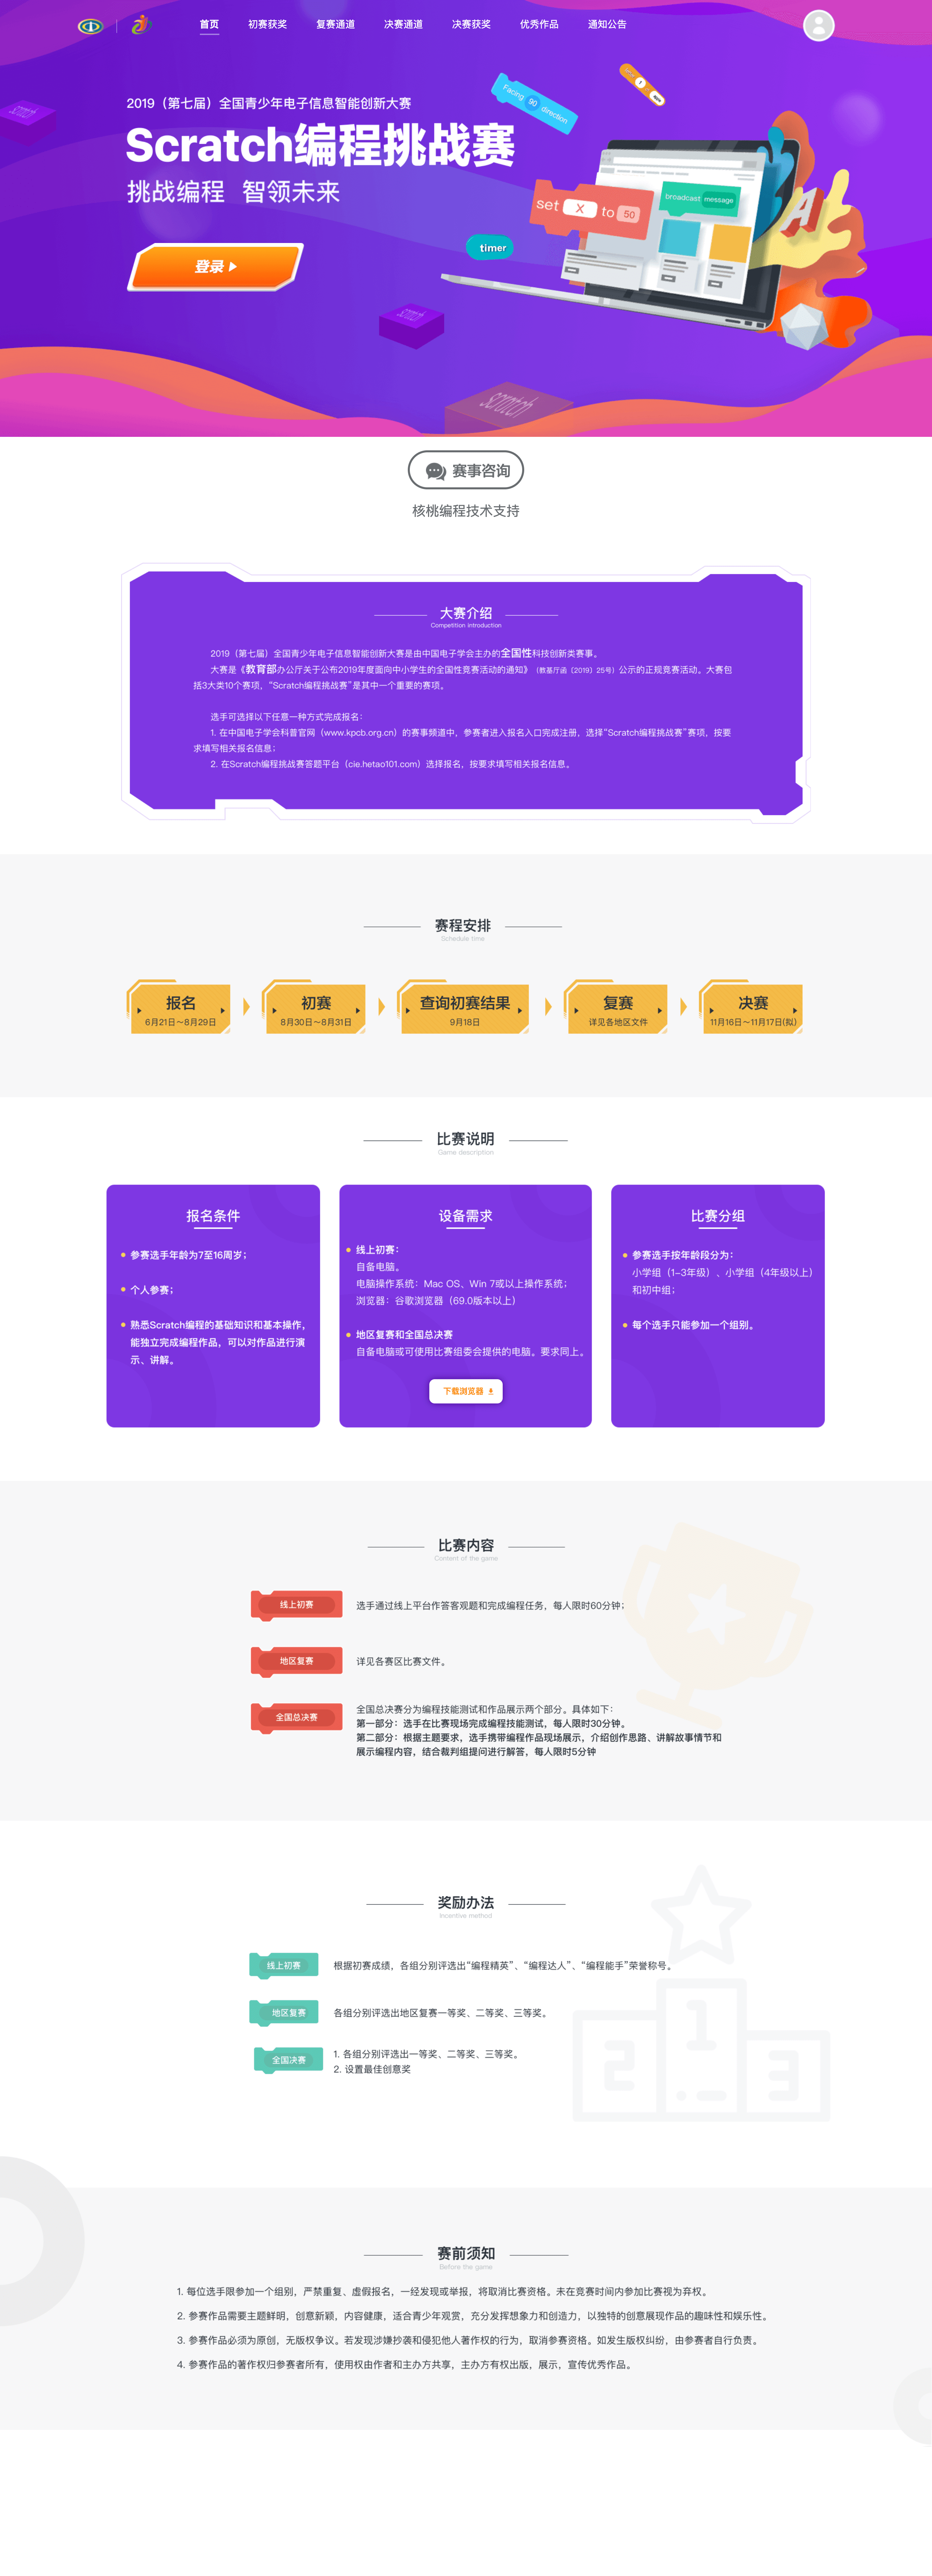 首页 初赛获奖 复赛通道 决赛通道 决赛获奖 优秀作品 通知公告
2019（第七届）全国青少年电子信息智能创新大赛
Scratch编程挑战赛
挑战编程 智领未来
登录
Facing 90 direction
set X to 50
broadcast message
timer
scratch
赛事咨询
核桃编程技术支持
大赛介绍
Competition introduction
2019（第七届）全国青少年电子信息智能创新大赛是由中国电子学会主办的全国性科技创新类赛事。
大赛是《教育部办公厅关于公布2019年度面向中小学生的全国性竞赛活动的通知》（教基厅函〔2019〕25号）公示的正规竞赛活动。大赛包
括3大类10个赛项，“Scratch编程挑战赛”是其中一个重要的赛项。
选手可选择以下任意一种方式完成报名：
1. 在中国电子学会科普官网（www.kpcb.org.cn）的赛事频道中，参赛者进入报名入口完成注册，选择“Scratch编程挑战赛”赛项，按要
求填写相关报名信息；
2. 在Scratch编程挑战赛答题平台（cie.hetao101.com）选择报名，按要求填写相关报名信息。
赛程安排
Schedule time
报名
6月21日～8月29日
初赛
8月30日～8月31日
查询初赛结果
9月18日
复赛
详见各地区文件
决赛
11月16日～11月17日(拟)
比赛说明
Game description
报名条件
参赛选手年龄为7至16周岁；
个人参赛；
熟悉Scratch编程的基础知识和基本操作，
能独立完成编程作品，可以对作品进行演
示、讲解。
设备需求
线上初赛：
自备电脑。
电脑操作系统：Mac OS、Win 7或以上操作系统；
浏览器：谷歌浏览器（69.0版本以上）
地区复赛和全国总决赛
自备电脑或可使用比赛组委会提供的电脑。要求同上。
下载浏览器
比赛分组
参赛选手按年龄段分为：
小学组（1-3年级）、小学组（4年级以上）
和初中组；
每个选手只能参加一个组别。
比赛内容
Content of the game
线上初赛
选手通过线上平台作答客观题和完成编程任务，每人限时60分钟；
地区复赛
详见各赛区比赛文件。
全国总决赛
全国总决赛分为编程技能测试和作品展示两个部分。具体如下：
第一部分：选手在比赛现场完成编程技能测试，每人限时30分钟。
第二部分：根据主题要求，选手携带编程作品现场展示，介绍创作思路、讲解故事情节和
展示编程内容，结合裁判组提问进行解答，每人限时5分钟
奖励办法
Incentive method
线上初赛
根据初赛成绩，各组分别评选出“编程精英”、“编程达人”、“编程能手”荣誉称号。
地区复赛
各组分别评选出地区复赛一等奖、二等奖、三等奖。
全国决赛
1. 各组分别评选出一等奖、二等奖、三等奖。
2. 设置最佳创意奖
2 1 3
赛前须知
Before the game
1. 每位选手限参加一个组别，严禁重复、虚假报名，一经发现或举报，将取消比赛资格。未在竞赛时间内参加比赛视为弃权。
2. 参赛作品需要主题鲜明，创意新颖，内容健康，适合青少年观赏，充分发挥想象力和创造力，以独特的创意展现作品的趣味性和娱乐性。
3. 参赛作品必须为原创，无版权争议。若发现涉嫌抄袭和侵犯他人著作权的行为，取消参赛资格。如发生版权纠纷，由参赛者自行负责。
4. 参赛作品的著作权归参赛者所有，使用权由作者和主办方共享，主办方有权出版，展示，宣传优秀作品。